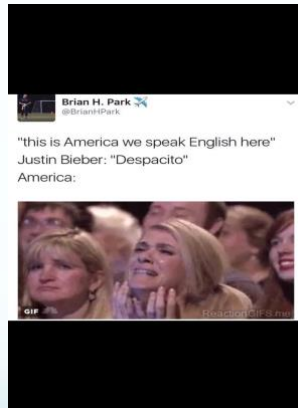 Brian H. Park
@BrianHPark
"this is America we speak English here"
Justin Bieber: "Despacito"
America:
GIF
ReactionGIFS.me